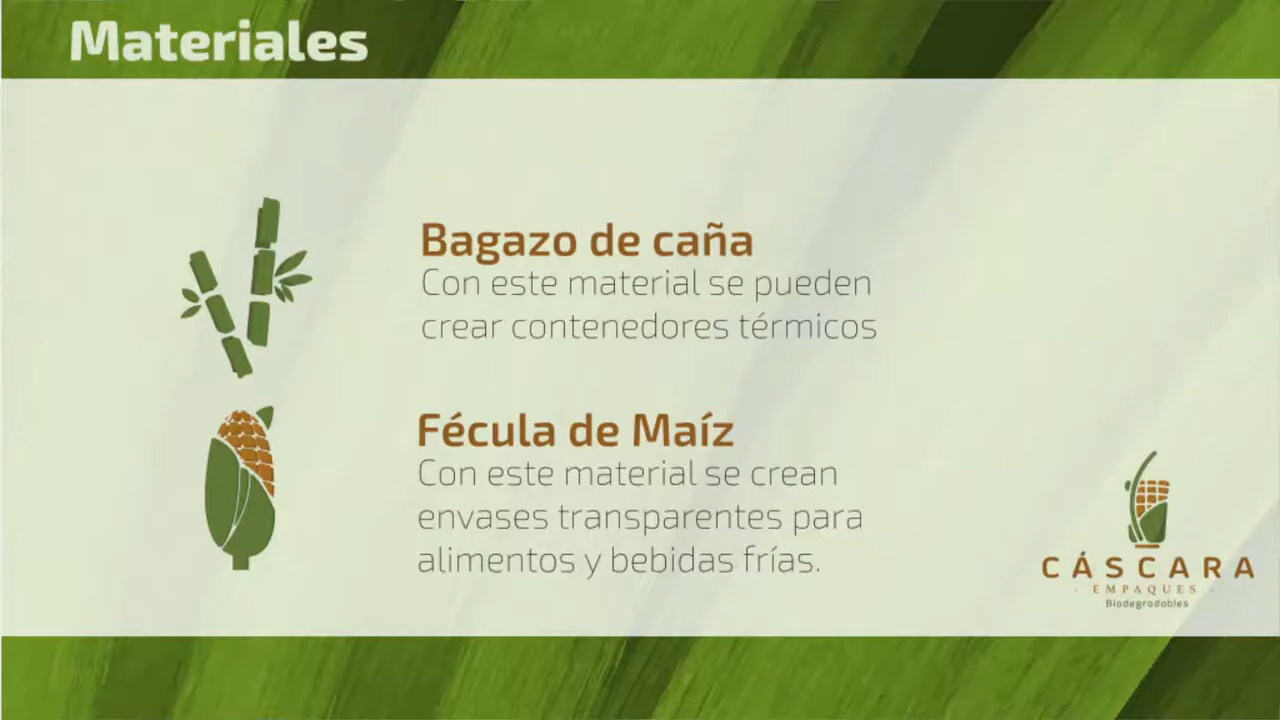 Materiales
Bagazo de caña
Con este material se pueden
crear contenedores térmicos
Fécula de Maíz
Con este material se crean
envases transparentes para
alimentos y bebidas frías.
CÁSCARA
· EMPAQUES ·
Biodegradables